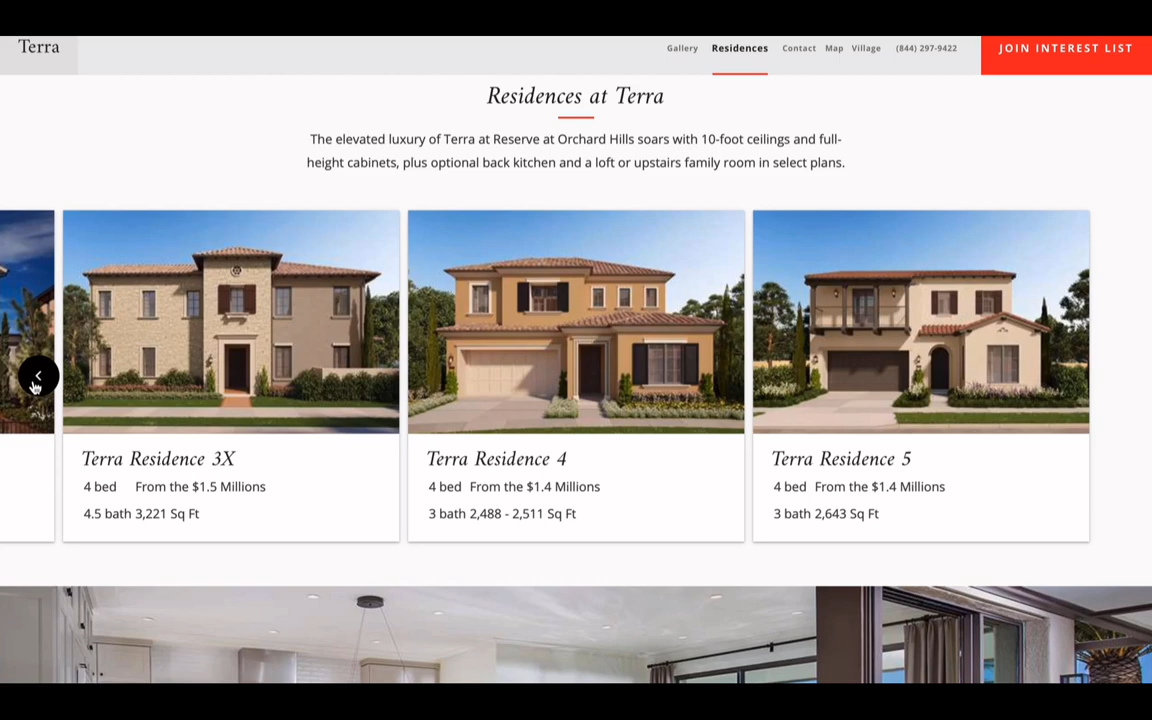 Terra
Gallery Residences Contact Map Village (844) 297-9422 JOIN INTEREST LIST
Residences at Terra
The elevated luxury of Terra at Reserve at Orchard Hills soars with 10-foot ceilings and full-
height cabinets, plus optional back kitchen and a loft or upstairs family room in select plans.
Terra Residence 3X
4 bed From the $1.5 Millions
4.5 bath 3,221 Sq Ft
Terra Residence 4
4 bed From the $1.4 Millions
3 bath 2,488 - 2,511 Sq Ft
Terra Residence 5
4 bed From the $1.4 Millions
3 bath 2,643 Sq Ft